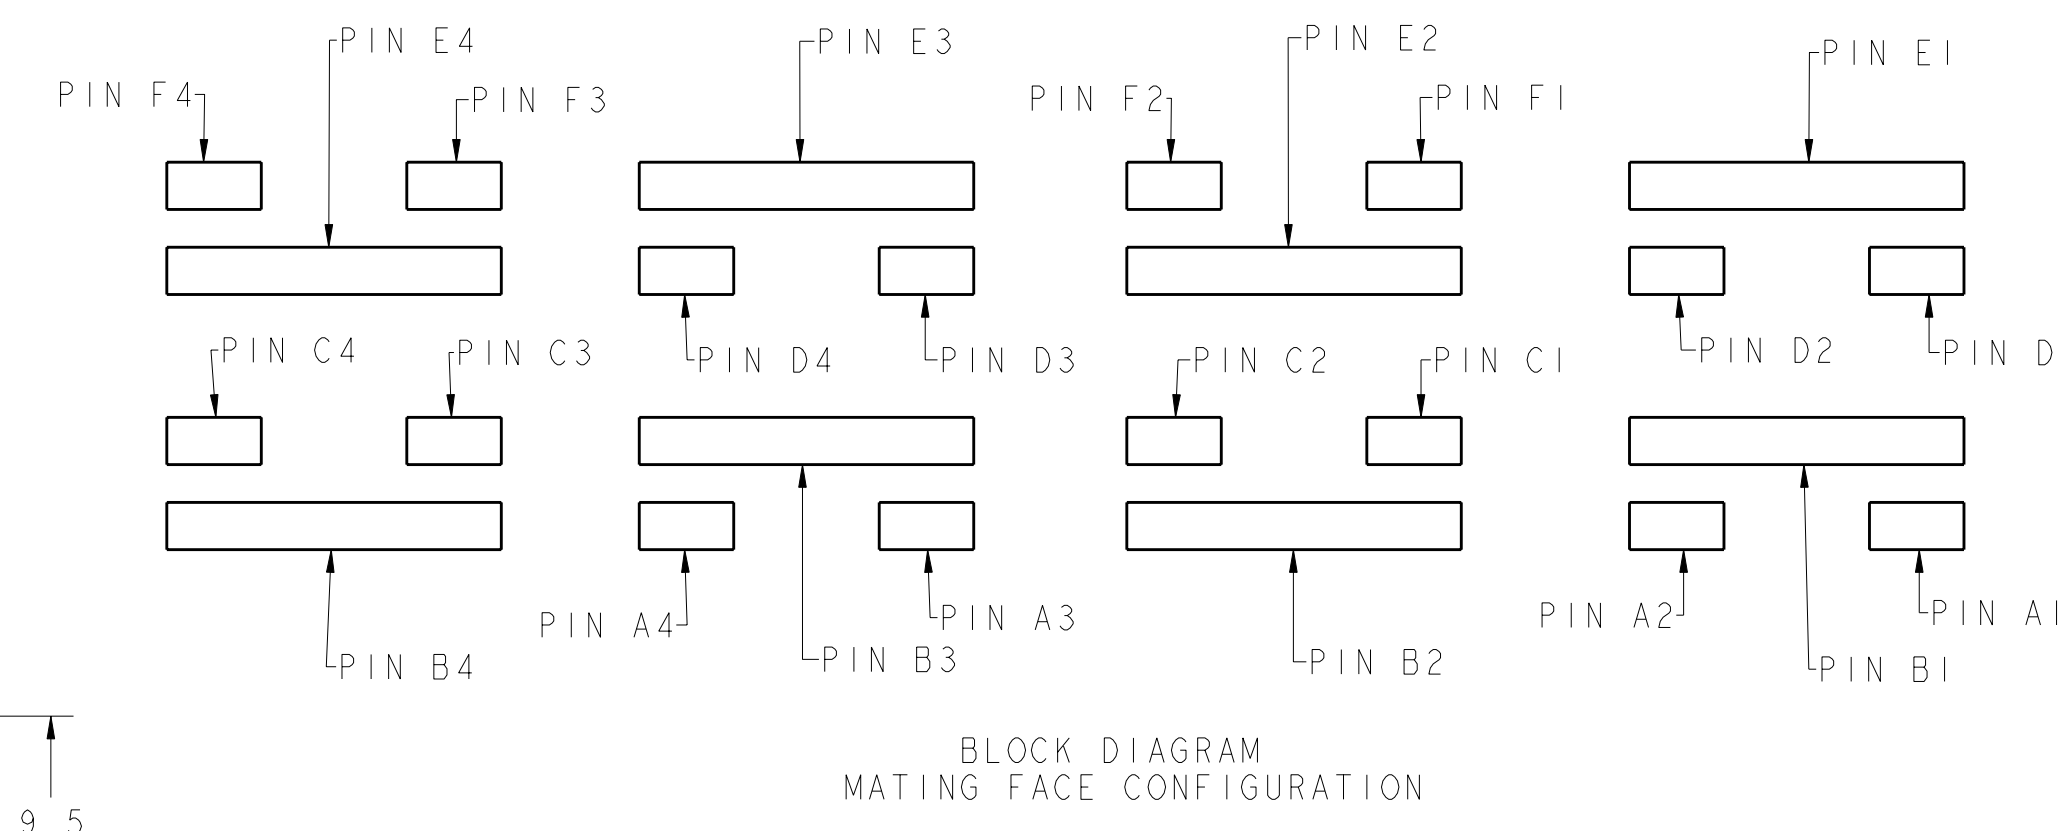 PIN E4
PIN E3
PIN E2
PIN E1
PIN F4
PIN F3
PIN F2
PIN F1
PIN C4
PIN C3
PIN D4
PIN D3
PIN C2
PIN C1
PIN D2
PIN D
PIN A4
PIN A3
PIN A2
PIN A1
PIN B4
PIN B3
PIN B2
PIN B1
BLOCK DIAGRAM
MATING FACE CONFIGURATION
9 5